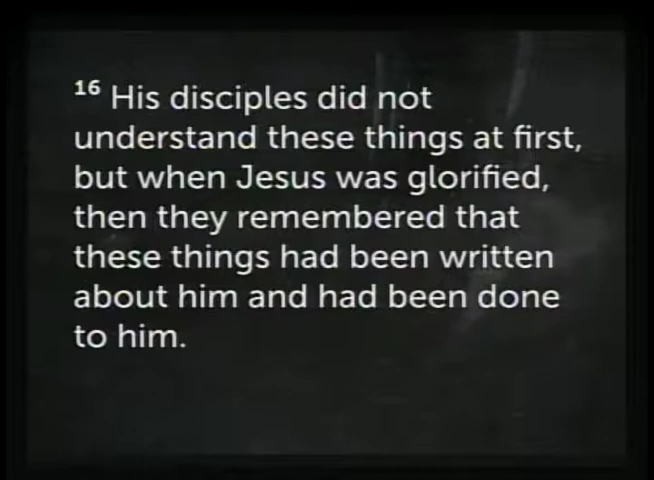 16 His disciples did not
understand these things at first,
but when Jesus was glorified,
then they remembered that
these things had been written
about him and had been done
to him.